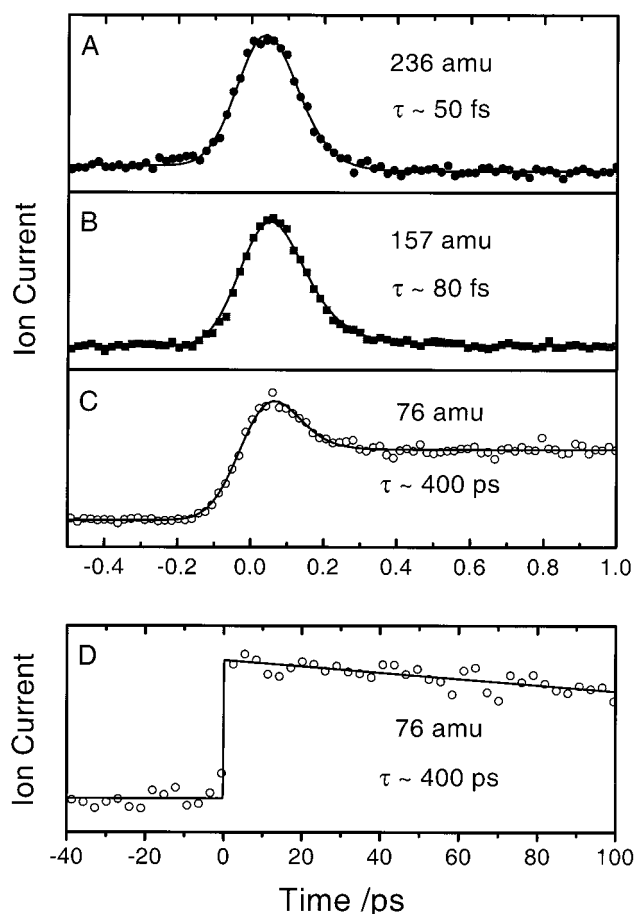 A
236 amu
τ ~ 50 fs
B
157 amu
τ ~ 80 fs
C
76 amu
τ ~ 400 ps
Ion Current
-0.4 -0.2 0.0 0.2 0.4 0.6 0.8 1.0
D
76 amu
τ ~ 400 ps
Ion Current
-40 -20 0 20 40 60 80 100
Time /ps